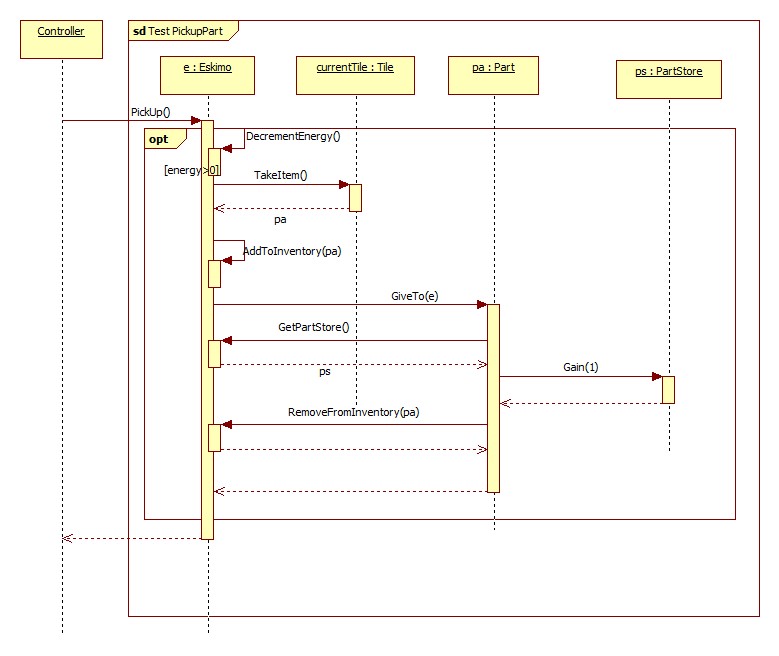 Controller
sd Test PickupPart
e : Eskimo
currentTile : Tile
pa : Part
ps : PartStore
PickUp()
opt
DecrementEnergy()
[energy>0]
TakeItem()
pa
AddToInventory(pa)
GiveTo(e)
GetPartStore()
ps
Gain(1)
RemoveFromInventory(pa)